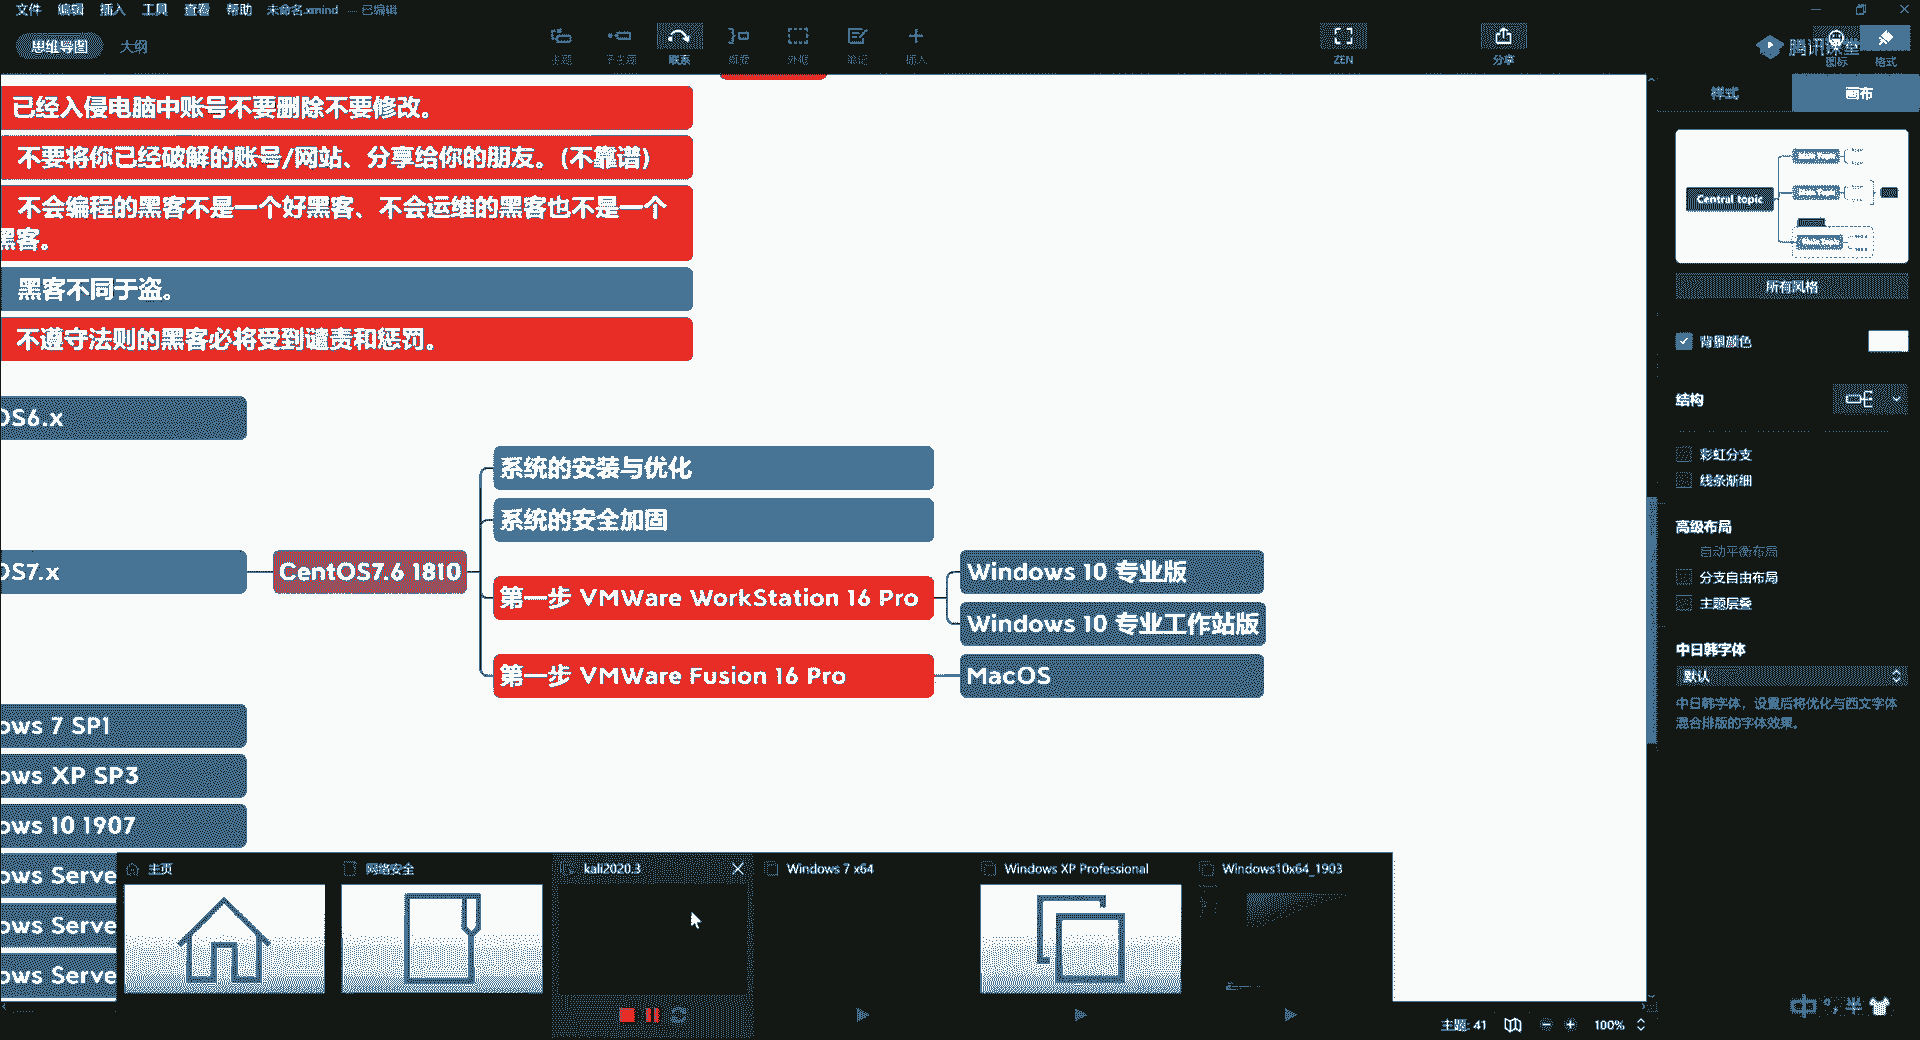 文件 编辑 插入 工具 查看 帮助 未命名.xmind — 已编辑
思维导图 大纲
主题 子主题 联系 概要 外框 笔记 插入 ZEN 分享 图标 格式
腾讯课堂
样式 画布
已经入侵电脑中账号不要删除不要修改。
不要将你已经破解的账号/网站、分享给你的朋友。(不靠谱)
不会编程的黑客不是一个好黑客、不会运维的黑客也不是一个
黑客。
黑客不同于盗。
不遵守法则的黑客必将受到谴责和惩罚。
OS6.x
系统的安装与优化
系统的安全加固
OS7.x
CentOS7.6 1810
第一步 VMWare WorkStation 16 Pro
Windows 10 专业版
Windows 10 专业工作站版
第一步 VMWare Fusion 16 Pro
MacOS
ows 7 SP1
ows XP SP3
ows 10 1907
ows Serve
ows Serve
ows Serve
Central topic
所有风格
背景颜色
结构
彩虹分支
线条渐细
高级布局
自动平衡布局
分支自由布局
主题层叠
中日韩字体
默认
中日韩字体，设置后将优化与西文字体
混合排版的字体效果。
主页 网络安全 kali2020.3 Windows 7 x64 Windows XP Professional Windows10x64_1903
中 °, 半
主题: 41 100%